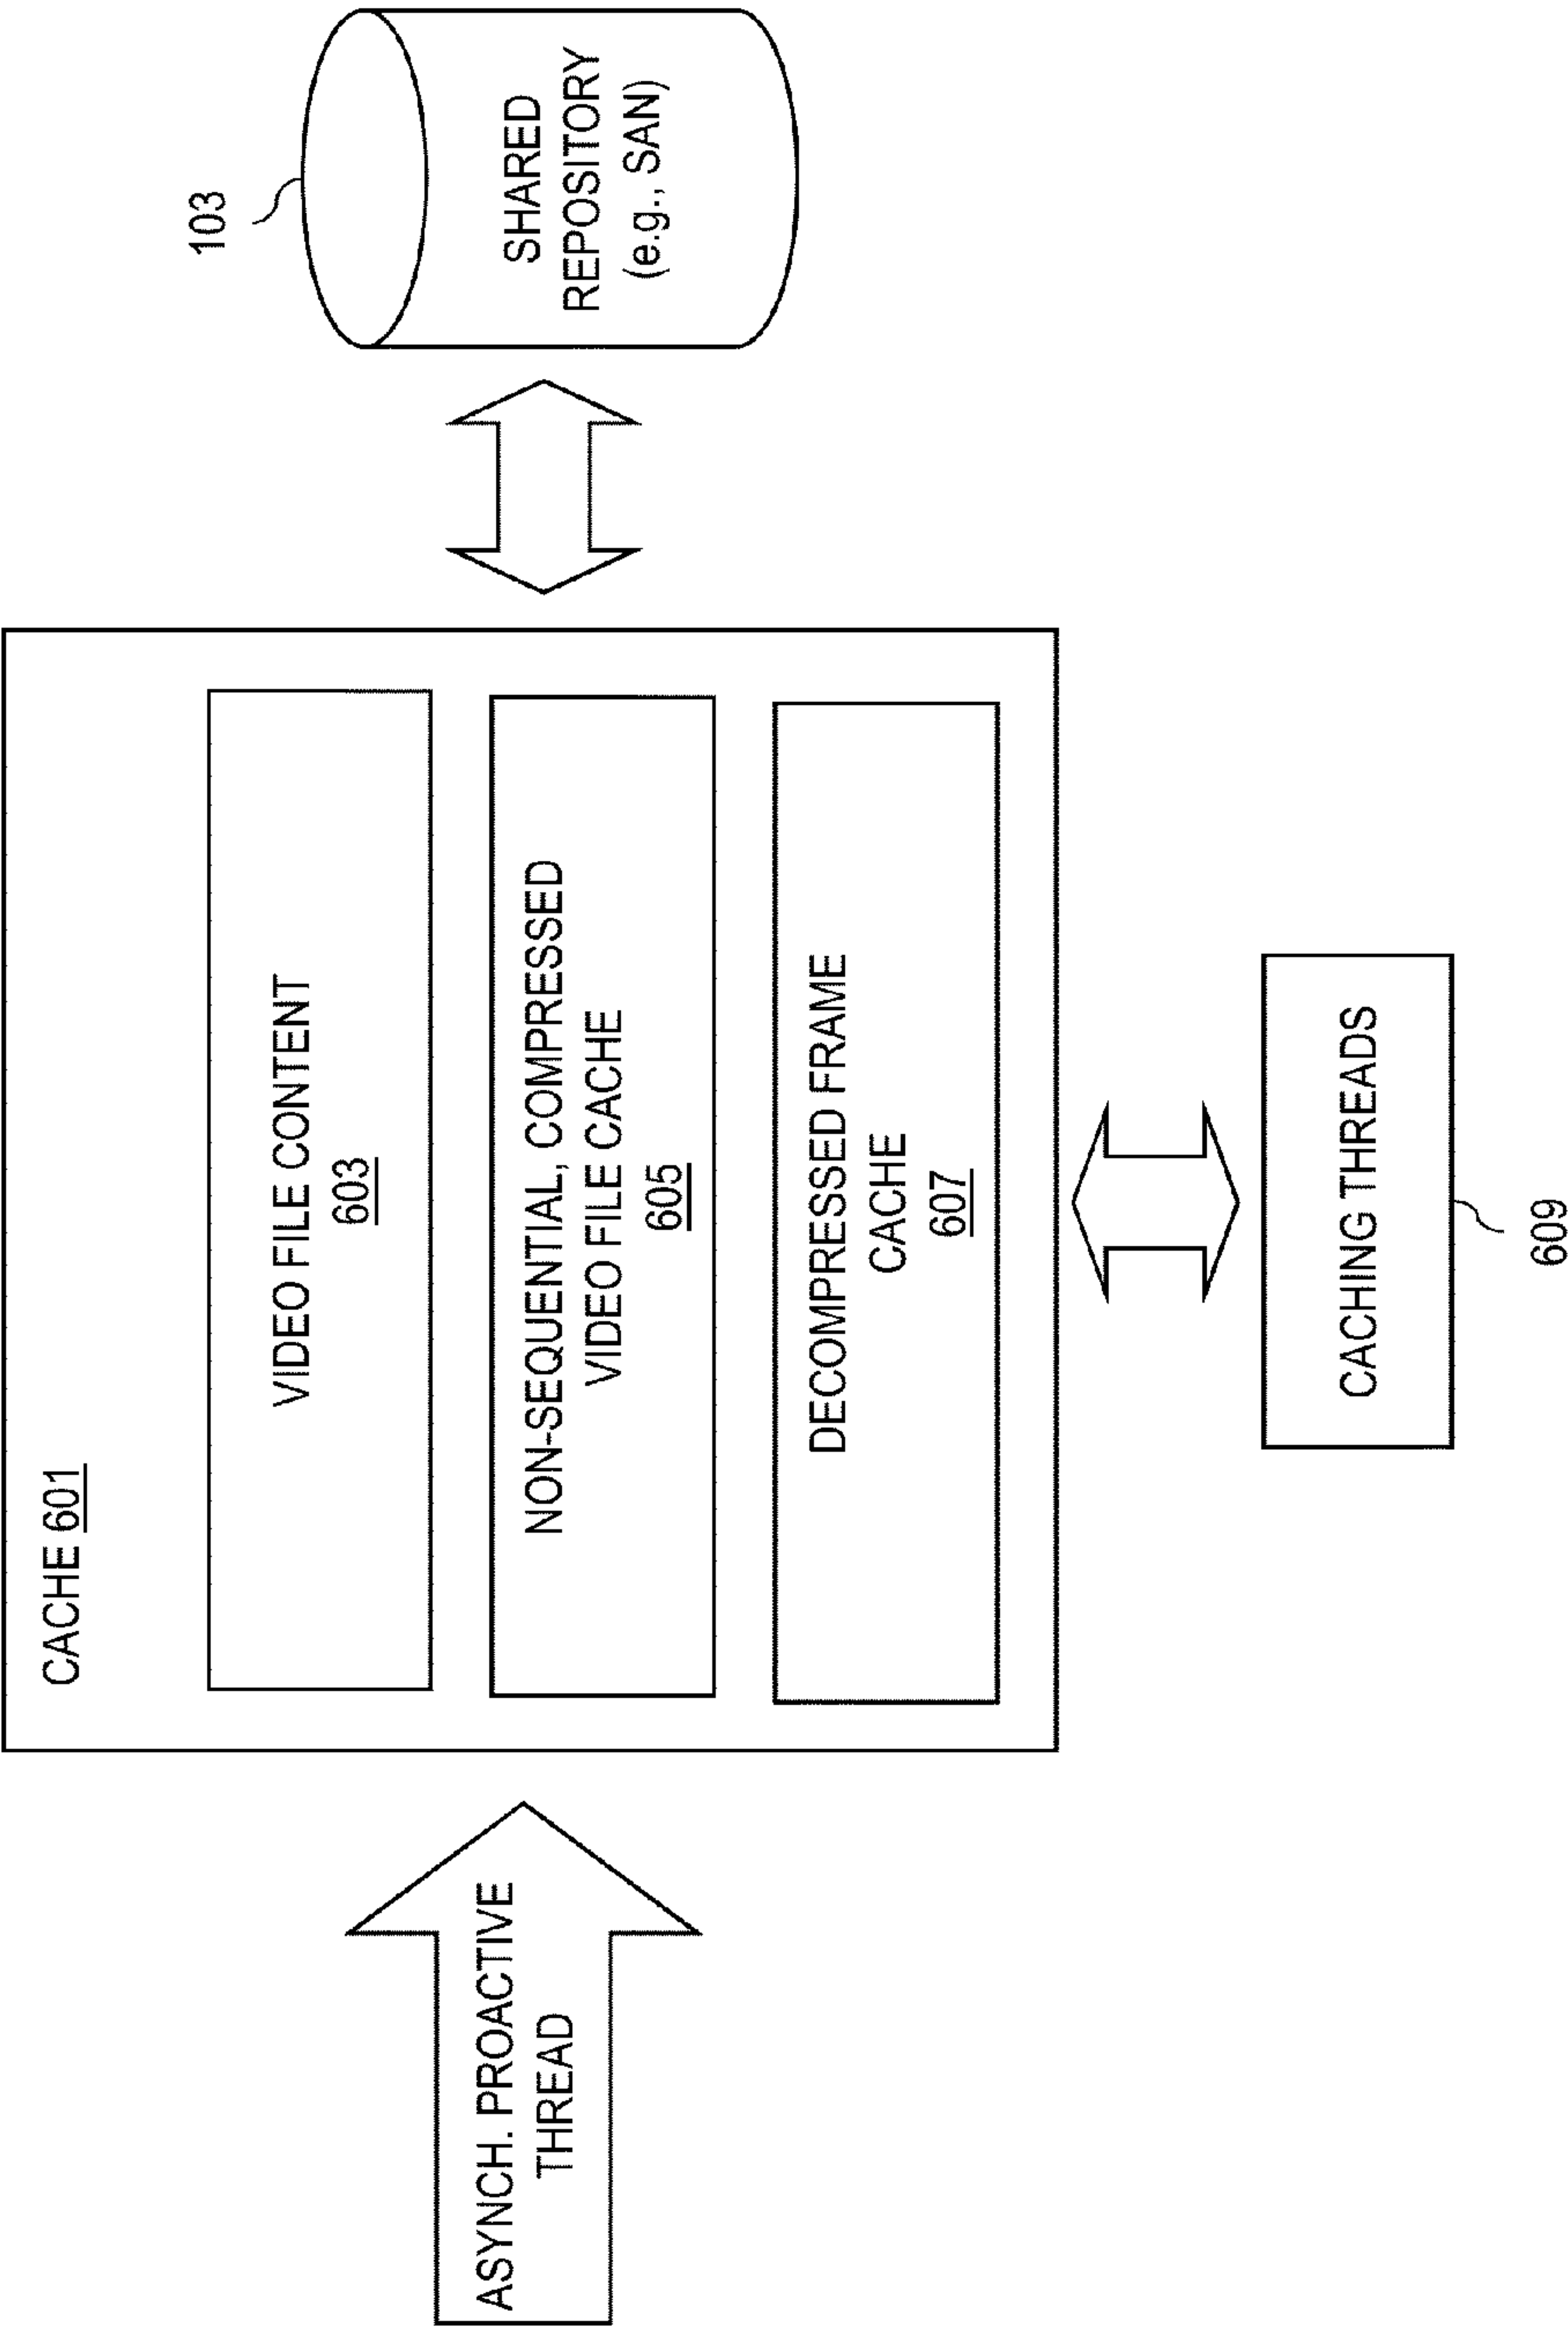 CACHE 601
VIDEO FILE CONTENT
603
NON-SEQUENTIAL, COMPRESSED
VIDEO FILE CACHE
605
DECOMPRESSED FRAME
CACHE
607
ASYNCH. PROACTIVE
THREAD
103
SHARED
REPOSITORY
(e.g., SAN)
CACHING THREADS
609